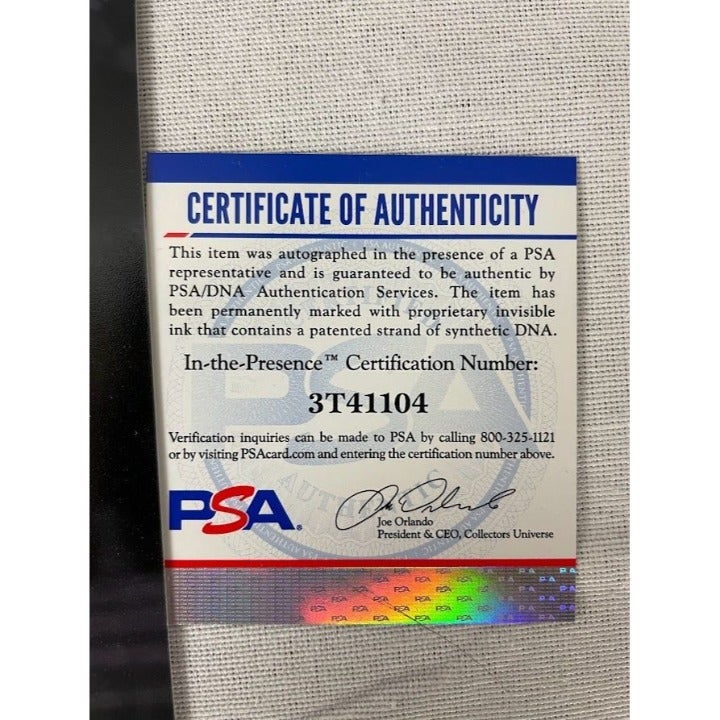 CERTIFICATE OF AUTHENTICITY
This item was autographed in the presence of a PSA
representative and is guaranteed to be authentic by
PSA/DNA Authentication Services. The item has
been permanently marked with proprietary invisible
ink that contains a patented strand of synthetic DNA.
In-the-Presence™ Certification Number:
3T41104
Verification inquiries can be made to PSA by calling 800-325-1121
or by visiting PSAcard.com and entering the certification number above.
PSA®
Joe Orlando
President & CEO, Collectors Universe